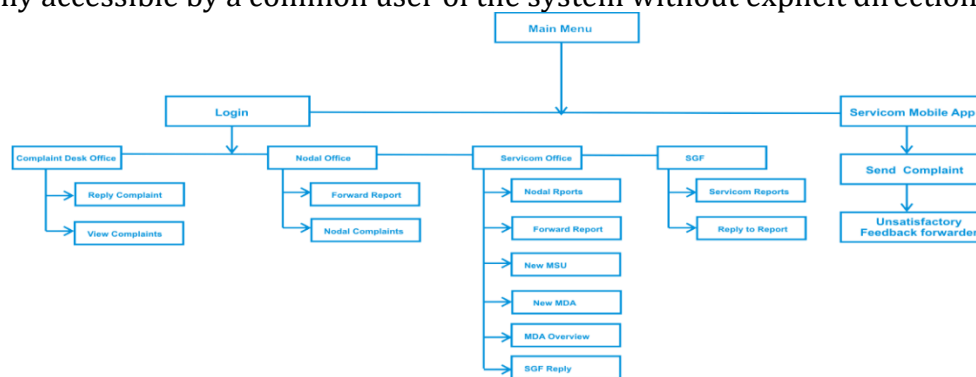 accessible by a common user of the system without explicit direction
Main Menu
Login
Servicom Mobile App
Complaint Desk Office
Nodal Office
Servicom Office
SGF
Send Complaint
Reply Complaint
Forward Report
Nodal Rports
Servicom Reports
View Complaints
Nodal Complaints
Forward Report
Reply to Report
Unsatisfactory
Feedback forwarder
New MSU
New MDA
MDA Overview
SGF Reply